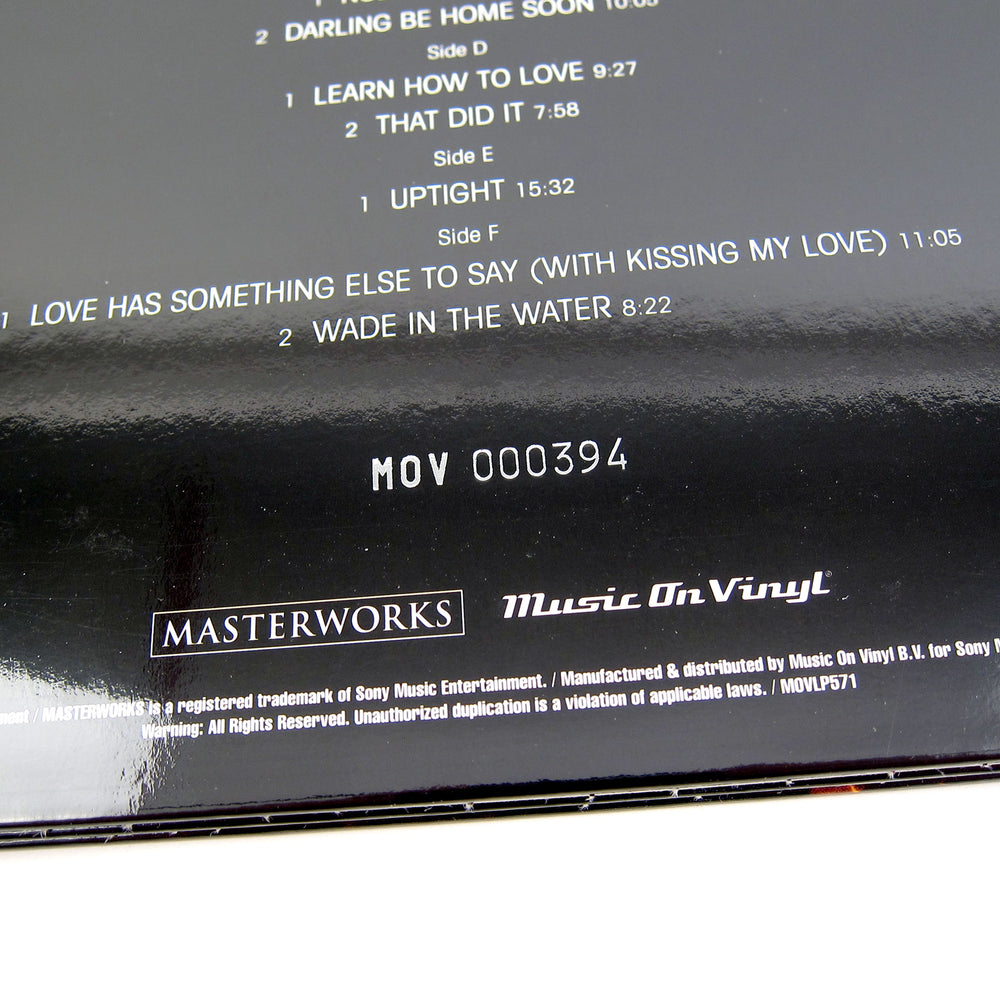 2 DARLING BE HOME SOON 10:05
Side D
1 LEARN HOW TO LOVE 9:27
2 THAT DID IT 7:58
Side E
1 UPTIGHT 15:32
Side F
1 LOVE HAS SOMETHING ELSE TO SAY (WITH KISSING MY LOVE) 11:05
2 WADE IN THE WATER 8:22
MOV 000394
MASTERWORKS Music On Vinyl®
/ MASTERWORKS is a registered trademark of Sony Music Entertainment. / Manufactured & distributed by Music On Vinyl B.V. for Sony
Warning: All Rights Reserved. Unauthorized duplication is a violation of applicable laws. / MOVLP571